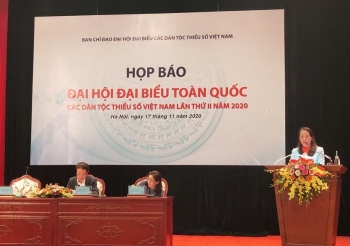 BAN CHỈ ĐẠO ĐẠI HỘI ĐẠI BIỂU CÁC DÂN TỘC THIỂU SỐ VIỆT NAM
HỌP BÁO
ĐẠI HỘI ĐẠI BIỂU TOÀN QUỐC
CÁC DÂN TỘC THIỂU SỐ VIỆT NAM LẦN THỨ II NĂM 2020
Hà Nội, ngày 17 tháng 11 năm 2020